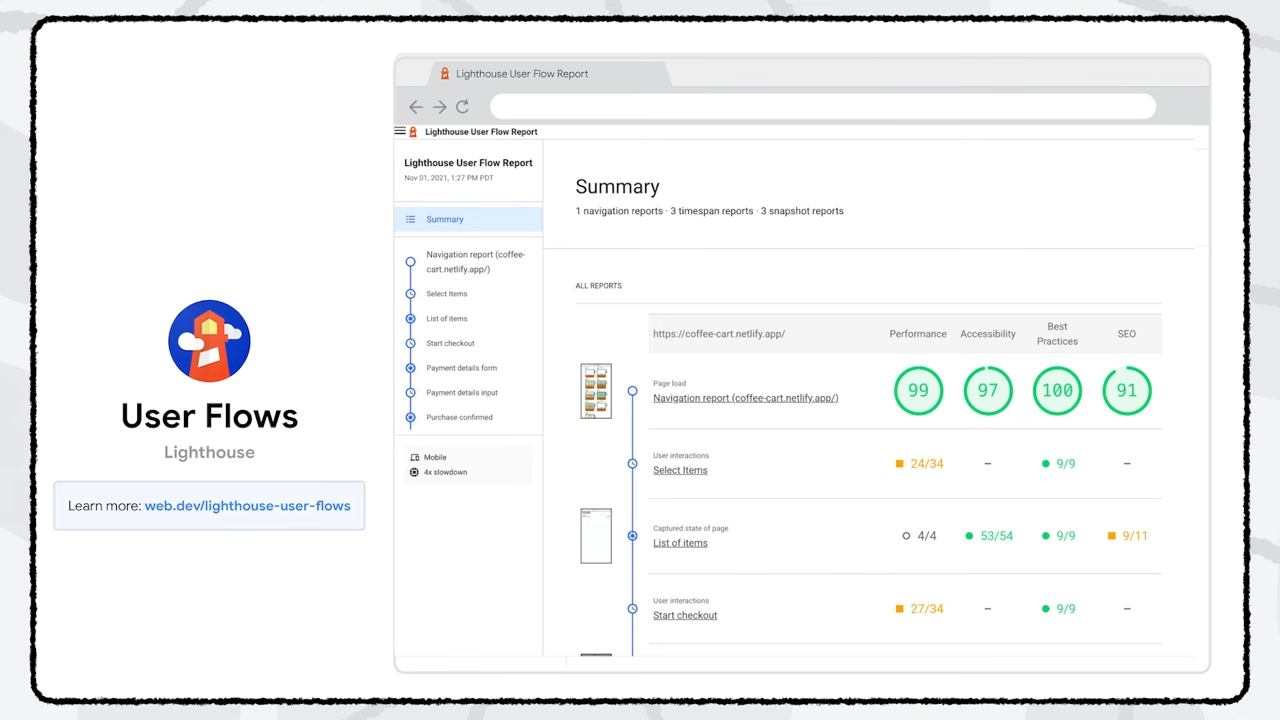 User Flows
Lighthouse
Learn more: web.dev/lighthouse-user-flows
Lighthouse User Flow Report
Lighthouse User Flow Report
Lighthouse User Flow Report
Nov 01, 2021, 1:27 PM PDT
Summary
Navigation report (coffee-
cart.netlify.app/)
Select Items
List of items
Start checkout
Payment details form
Payment details input
Purchase confirmed
Mobile
4x slowdown
Summary
1 navigation reports · 3 timespan reports · 3 snapshot reports
ALL REPORTS
https://coffee-cart.netlify.app/ Performance Accessibility Best Practices SEO
Page load
Navigation report (coffee-cart.netlify.app/) 99 97 100 91
User interactions
Select Items 24/34 – 9/9 –
Captured state of page
List of items 4/4 53/54 9/9 9/11
User interactions
Start checkout 27/34 – 9/9 –